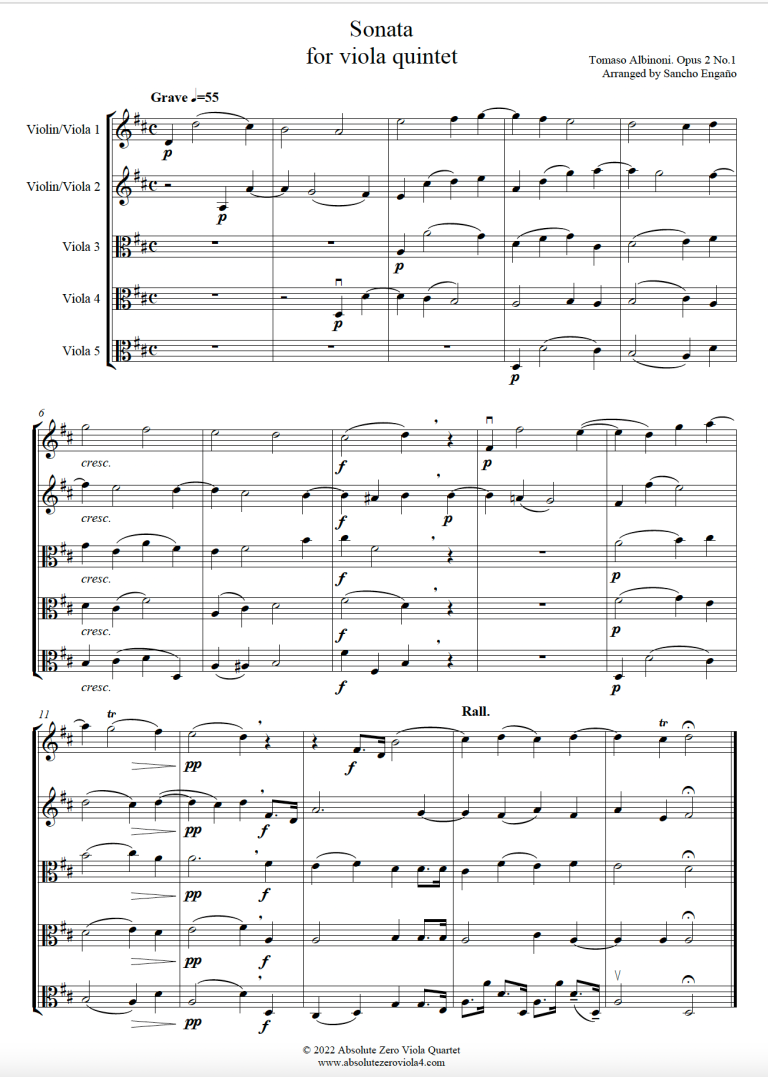 Sonata
for viola quintet
Tomaso Albinoni. Opus 2 No.1
Arranged by Sancho Engaño
Grave ♩=55
Violin/Viola 1
p
Violin/Viola 2
p
Viola 3
p
Viola 4
p
Viola 5
p
6
cresc. f p
cresc. f p
cresc. f p
cresc. f p
cresc. f p
11
tr Rall. tr
pp f
pp f
pp f
pp f
pp f
© 2022 Absolute Zero Viola Quartet
www.absolutezeroviola4.com